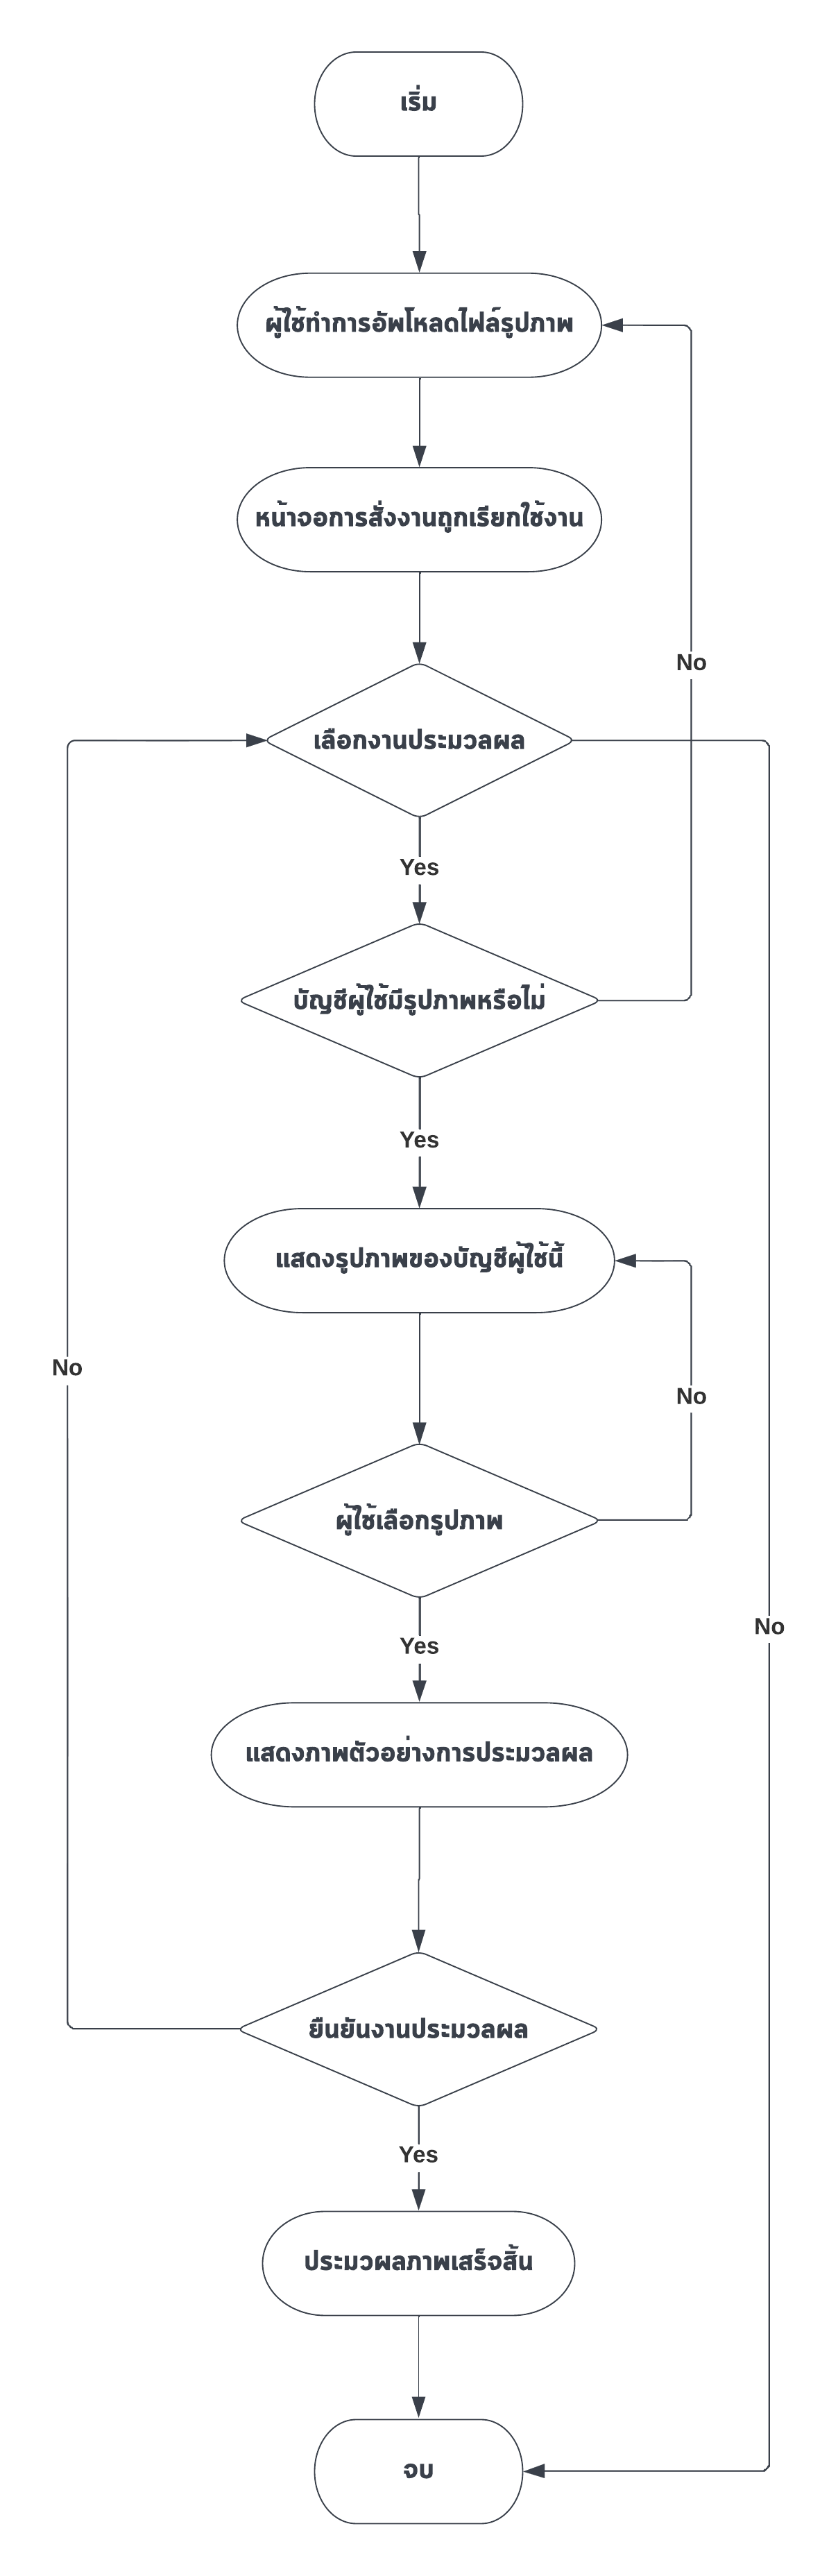 เริ่ม
ผู้ใช้ทำการอัพโหลดไฟล์รูปภาพ
หน้าจอการสั่งงานถูกเรียกใช้งาน
No
เลือกงานประมวลผล
Yes
บัญชีผู้ใช้มีรูปภาพหรือไม่
Yes
แสดงรูปภาพของบัญชีผู้ใช้นี้
No
No
ผู้ใช้เลือกรูปภาพ
No
Yes
แสดงภาพตัวอย่างการประมวลผล
ยืนยันงานประมวลผล
Yes
ประมวผลภาพเสร็จสิ้น
จบ